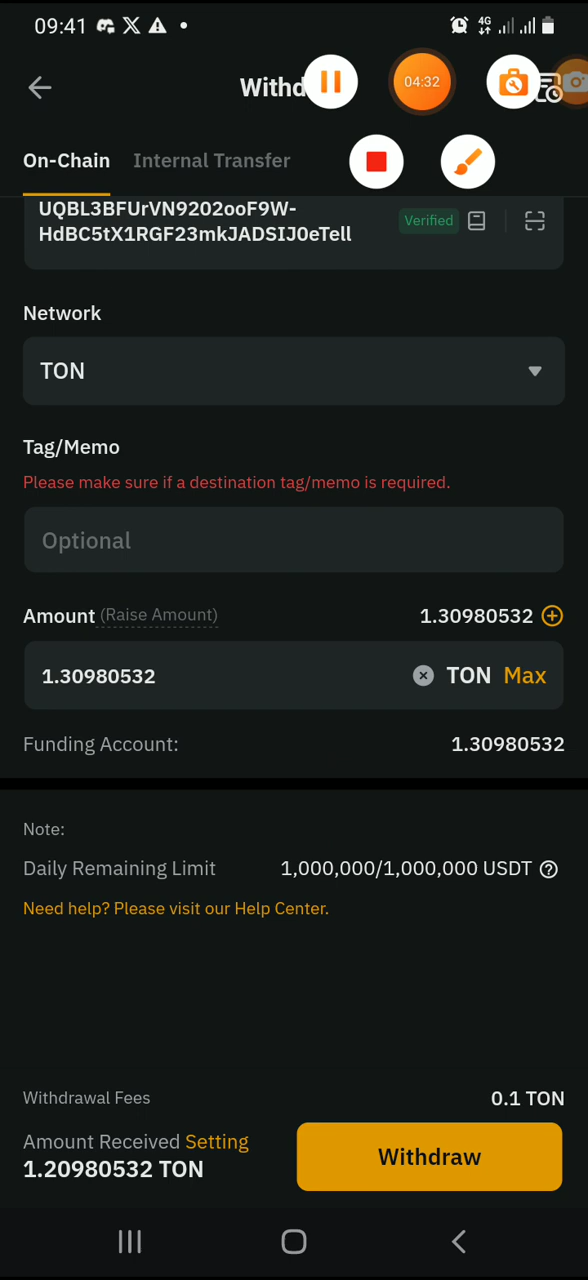 09:41
4G
Withd
04:32
On-Chain Internal Transfer
UQBL3BFUrVN9202ooF9W-
HdBC5tX1RGF23mkJADSIJ0eTell
Verified
Network
TON
Tag/Memo
Please make sure if a destination tag/memo is required.
Optional
Amount (Raise Amount) 1.30980532
1.30980532 TON Max
Funding Account: 1.30980532
Note:
Daily Remaining Limit 1,000,000/1,000,000 USDT
Need help? Please visit our Help Center.
Withdrawal Fees 0.1 TON
Amount Received Setting
1.20980532 TON
Withdraw